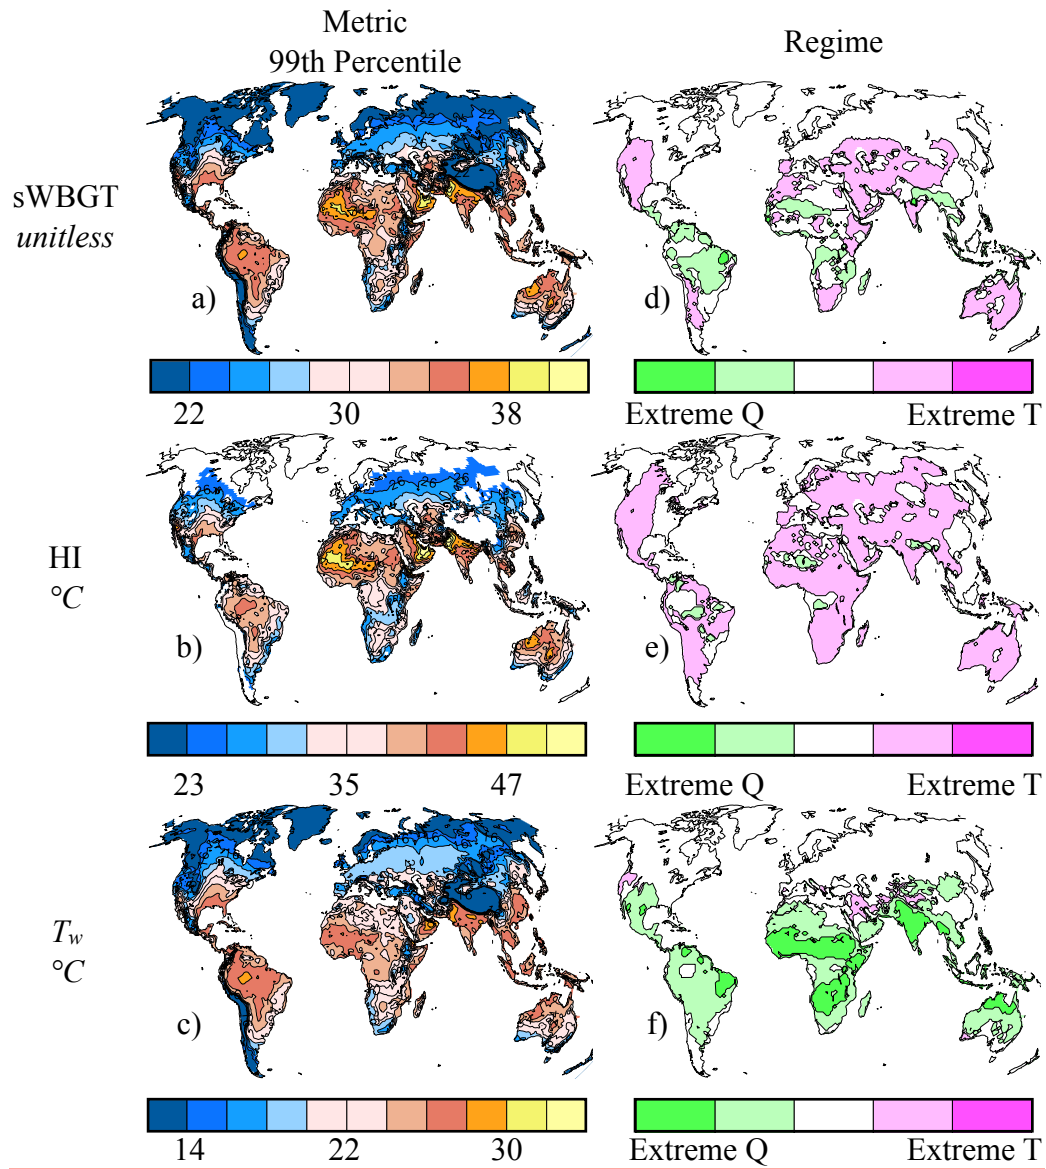 Metric
99th Percentile
Regime
sWBGT
unitless
a)
d)
22 30 38
Extreme Q Extreme T
HI
°C
b)
e)
23 35 47
Extreme Q Extreme T
Tw
°C
c)
f)
14 22 30
Extreme Q Extreme T